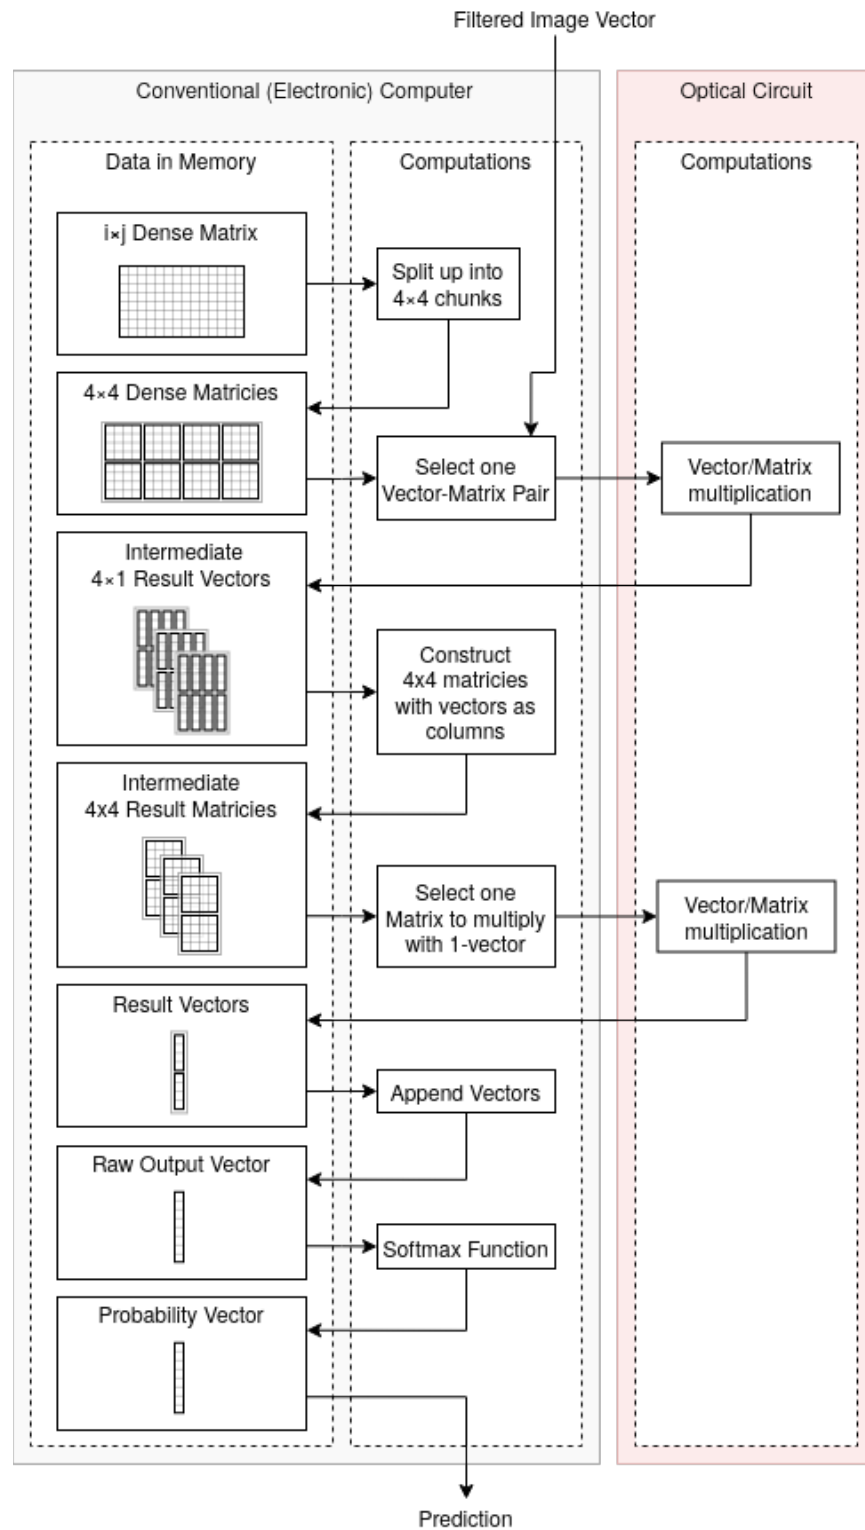 Filtered Image Vector
Conventional (Electronic) Computer
Optical Circuit
Data in Memory
Computations
Computations
i×j Dense Matrix
Split up into
4×4 chunks
4×4 Dense Matricies
Select one
Vector-Matrix Pair
Vector/Matrix
multiplication
Intermediate
4×1 Result Vectors
Construct
4x4 matricies
with vectors as
columns
Intermediate
4x4 Result Matricies
Select one
Matrix to multiply
with 1-vector
Vector/Matrix
multiplication
Result Vectors
Append Vectors
Raw Output Vector
Softmax Function
Probability Vector
Prediction